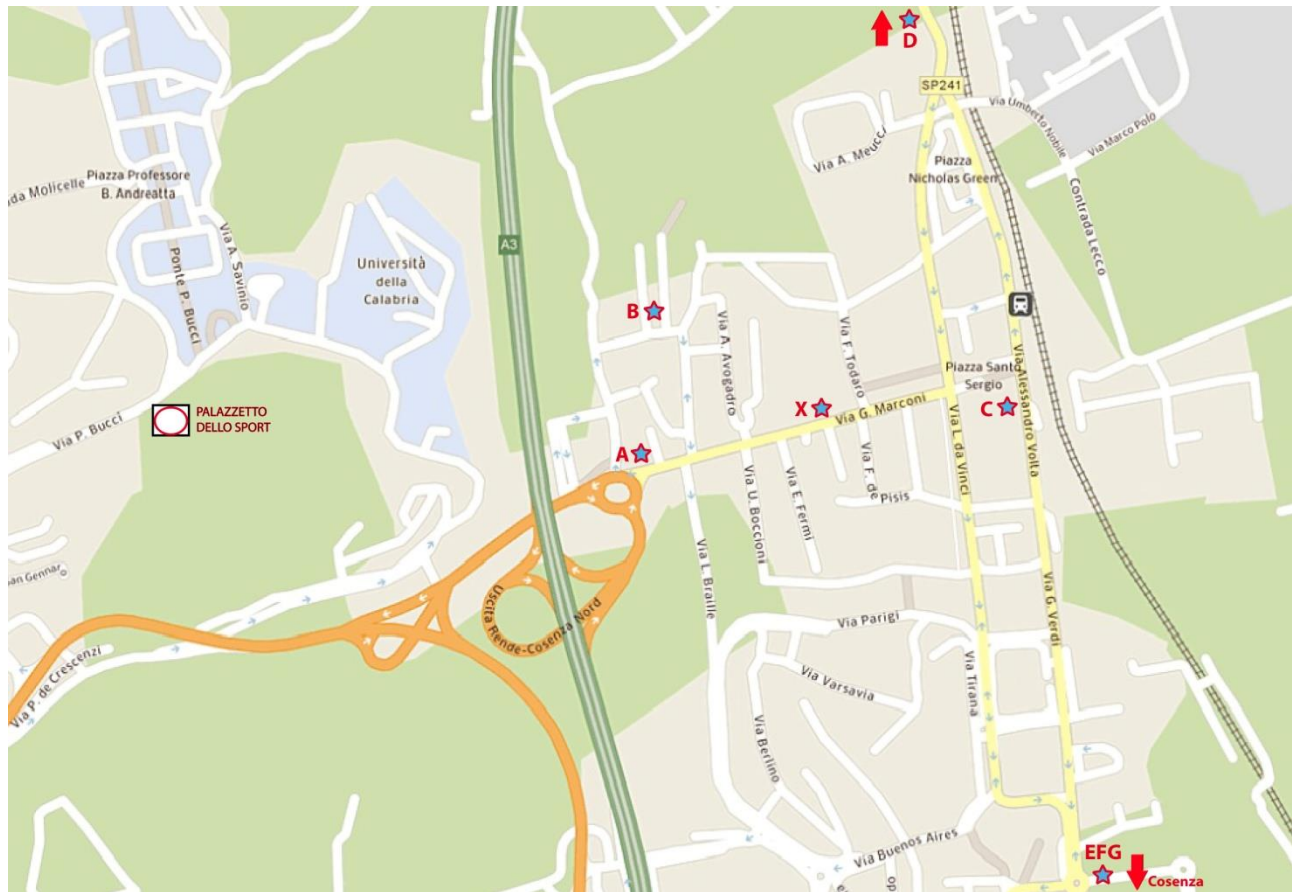 D
SP241
Via Umberto Nobile
Via Marco Polo
Via A. Meucci
Piazza
Nicholas Green
Contrada Lecco
Piazza Professore
B. Andreatta
da Molicelle
Via A. Savinio
Ponte P. Bucci
Università
della
Calabria
A3
B
Via A. Avogadro
Via F. Todaro
Via Alessandro Volta
Piazza Santo
Sergio
X
Via G. Marconi
C
PALAZZETTO
DELLO SPORT
Via P. Bucci
A
Via L. da Vinci
Via U. Boccioni
Via E. Fermi
Via F. de
Pisis
Via L. Braille
an Gennar
Uscita Rende-Cosenza Nord
Via G. Verdi
Via Parigi
Via P. de Crescenzi
Via Varsavia
Via Tirana
Via Berlino
Via Buenos Aires
EFG
Cosenza